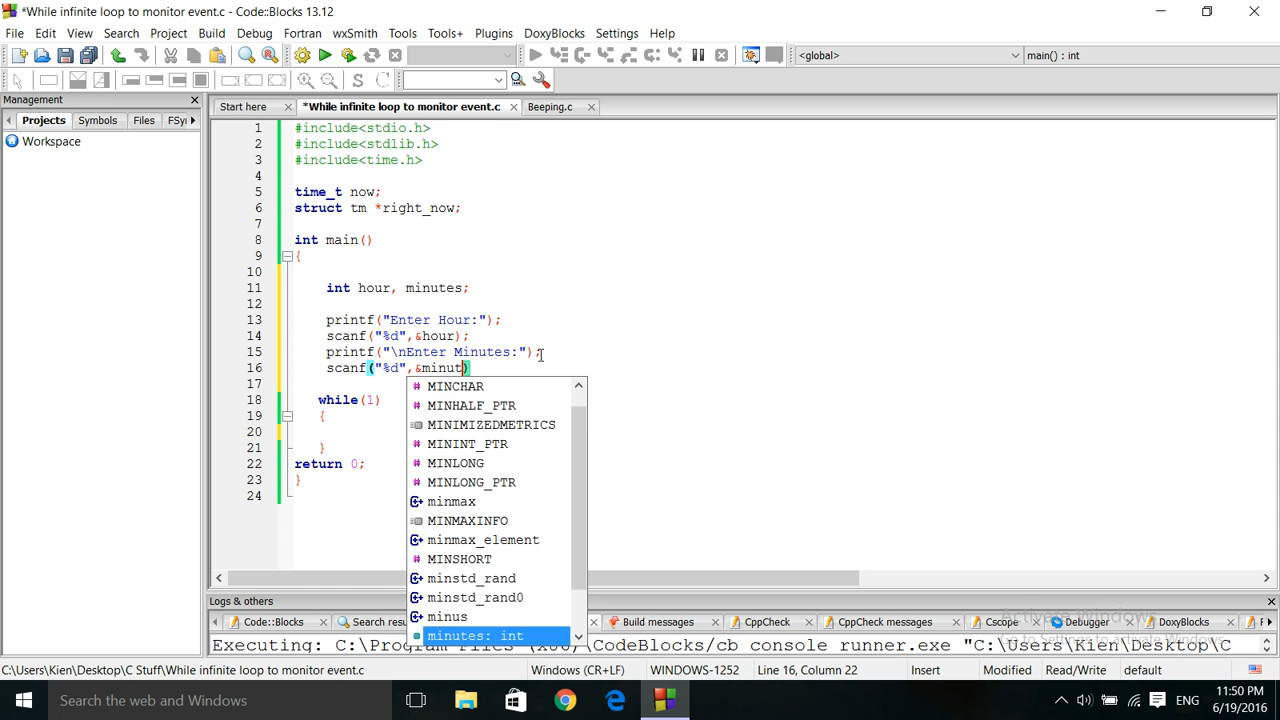 *While infinite loop to monitor event.c - Code::Blocks 13.12
File Edit View Search Project Build Debug Fortran wxSmith Tools Tools+ Plugins DoxyBlocks Settings Help
<global> main() : int
Management
Projects Symbols Files FSy
Workspace
Start here *While infinite loop to monitor event.c Beeping.c
1 #include<stdio.h>
2 #include<stdlib.h>
3 #include<time.h>
4
5 time_t now;
6 struct tm *right_now;
7
8 int main()
9 {
10
11 int hour, minutes;
12
13 printf("Enter Hour:");
14 scanf("%d",&hour);
15 printf("\nEnter Minutes:");
16 scanf("%d",&minut)
17
18 while(1)
19 {
20
21 }
22 return 0;
23 }
24
MINCHAR
MINHALF_PTR
MINIMIZEDMETRICS
MININT_PTR
MINLONG
MINLONG_PTR
minmax
MINMAXINFO
minmax_element
MINSHORT
minstd_rand
minstd_rand0
minus
minutes: int
Logs & others
Code::Blocks Search resu Build messages CppCheck CppCheck messages Cscope Debugger DoxyBlocks F
Executing: C:\Program Files (x86)\CodeBlocks/cb_console_runner.exe "C:\Users\Kien\Desktop\C
Activate Windows
Go to Settings to activate Windows.
C:\Users\Kien\Desktop\C Stuff\While infinite loop to monitor event.c Windows (CR+LF) WINDOWS-1252 Line 16, Column 22 Insert Modified Read/Write default
Search the web and Windows
ENG
11:50 PM
6/19/2016